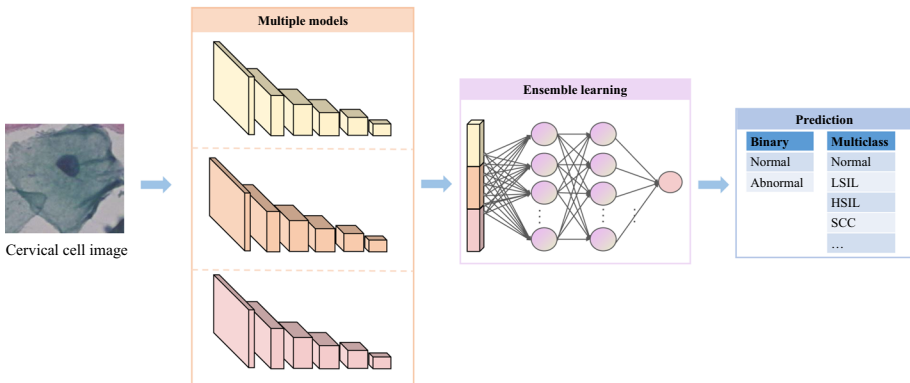 Multiple models
Ensemble learning
Prediction
Binary
Multiclass
Normal
Normal
Abnormal
LSIL
HSIL
SCC
…
Cervical cell image